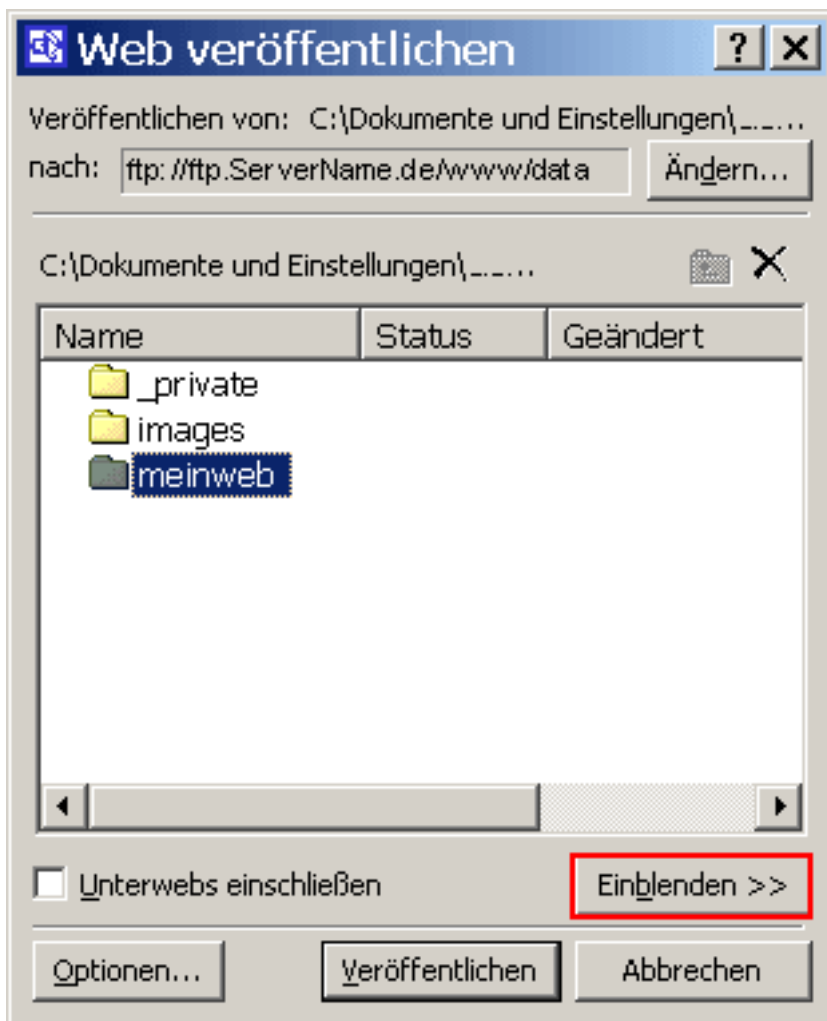 Web veröffentlichen ?
Veröffentlichen von: C:\Dokumente und Einstellungen\......
nach: ftp://ftp.ServerName.de/www/data Ändern...
C:\Dokumente und Einstellungen\......
Name Status Geändert
_private
images
meinweb
Unterwebs einschließen Einblenden >>
Optionen... Veröffentlichen Abbrechen